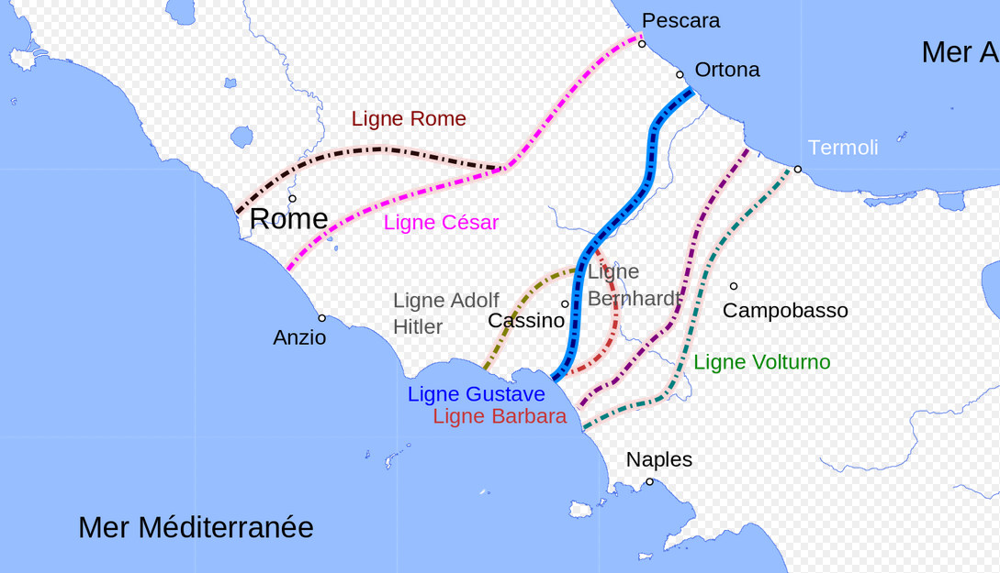 Pescara
Mer A
Ortona
Ligne Rome
Termoli
Rome
Ligne César
Ligne
Bernhardt
Ligne Adolf
Hitler
Cassino
Campobasso
Anzio
Ligne Volturno
Ligne Gustave
Ligne Barbara
Naples
Mer Méditerranée